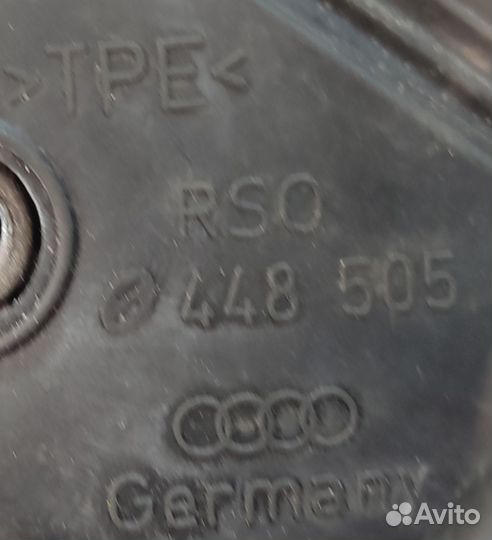 >TPE<
RSO
448 505
Germany
Avito